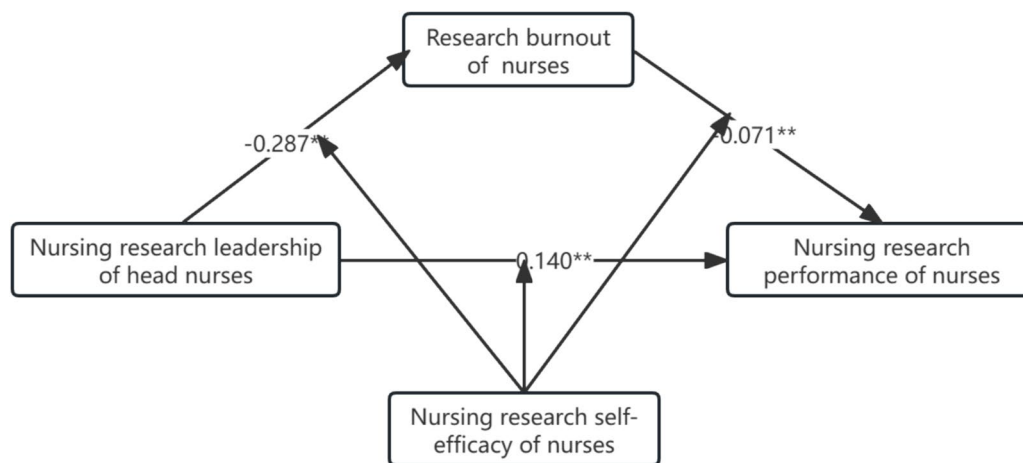 Research burnout
of nurses
-0.287**
-0.071**
Nursing research leadership
of head nurses
0.140**
Nursing research
performance of nurses
Nursing research self-
efficacy of nurses